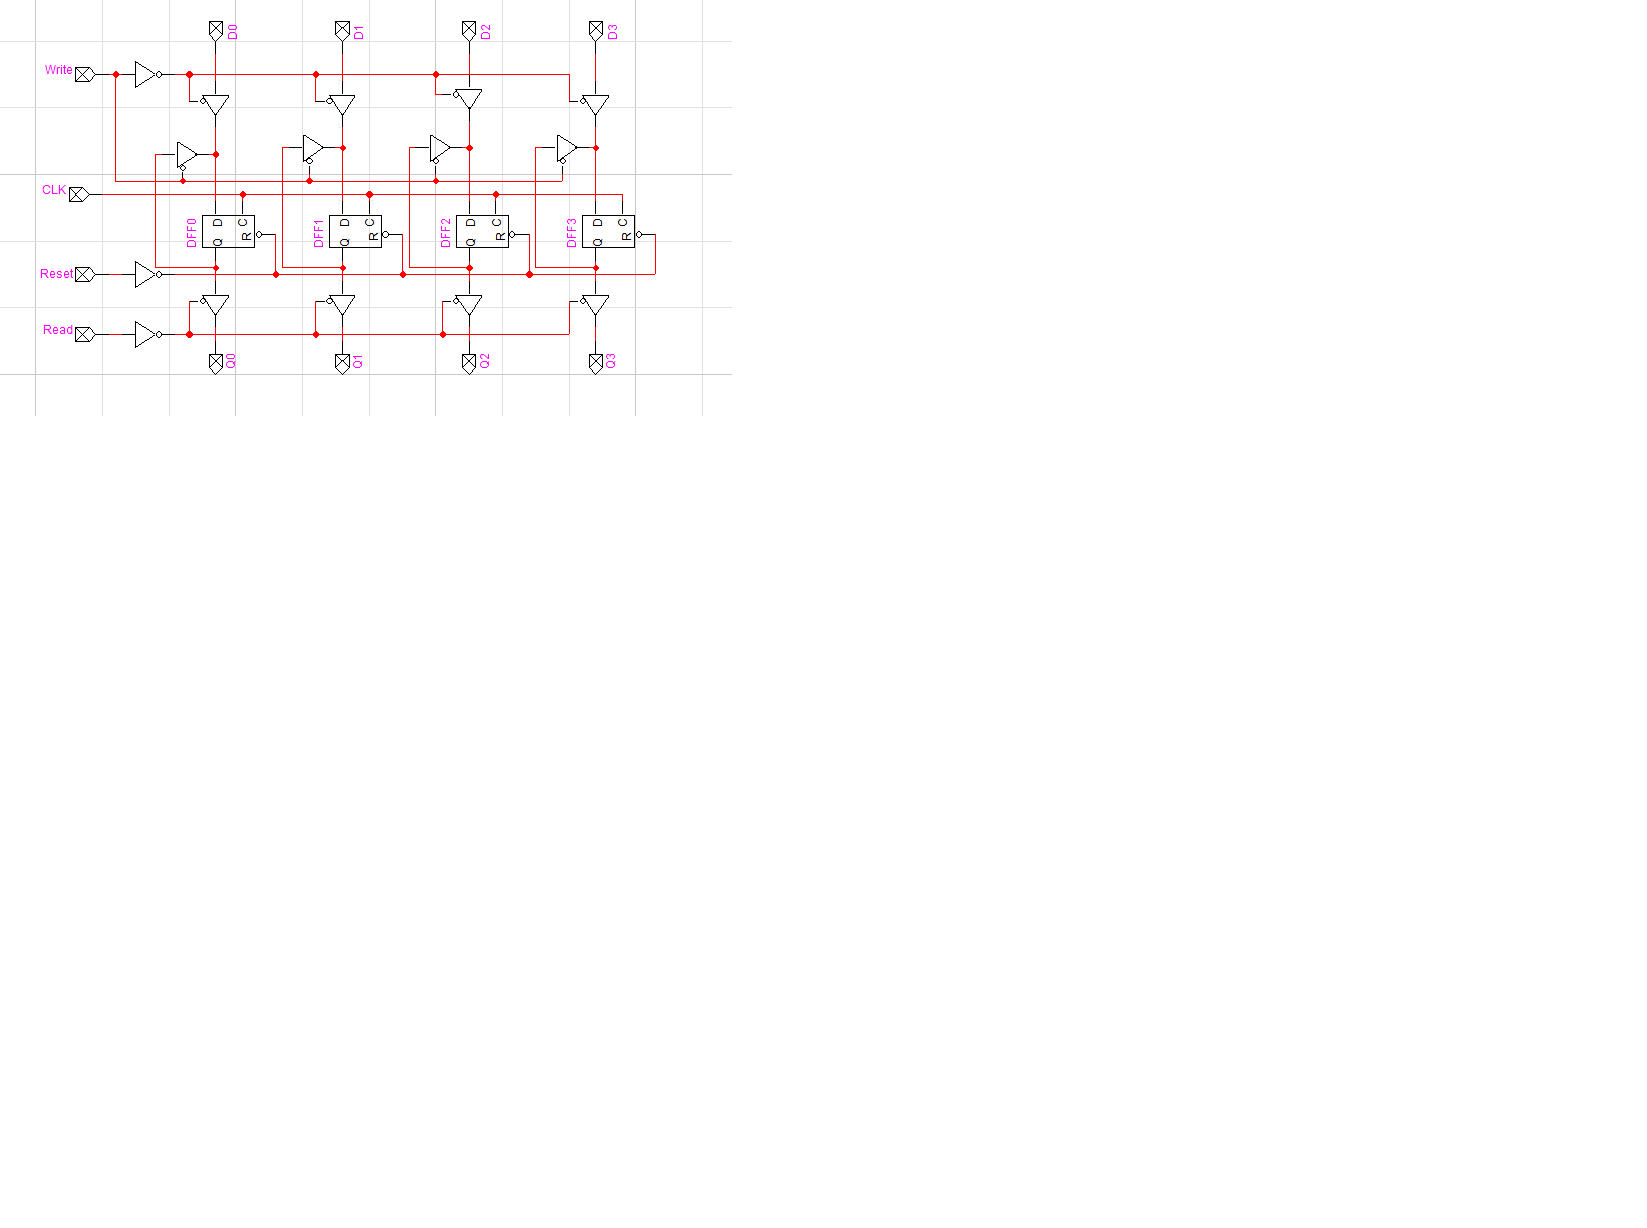 D0 D1 D2 D3
Write
CLK
DFF0 D C Q R DFF1 D C Q R DFF2 D C Q R DFF3 D C Q R
Reset
Read
Q0 Q1 Q2 Q3